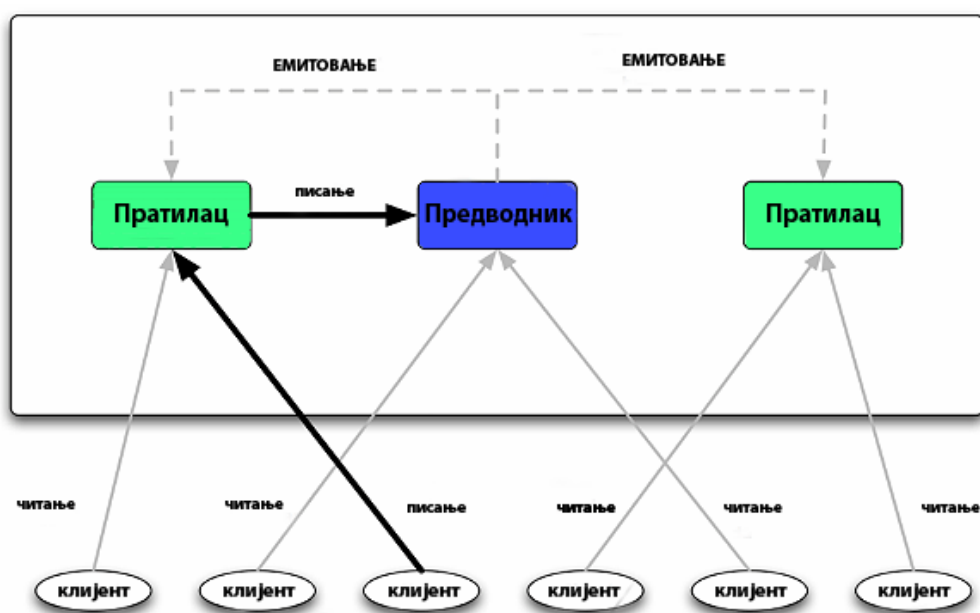 ЕМИТОВАЊЕ
ЕМИТОВАЊЕ
писање
Пратилац
Предводник
Пратилац
читање
читање
писање
читање
читање
читање
клијент
клијент
клијент
клијент
клијент
клијент